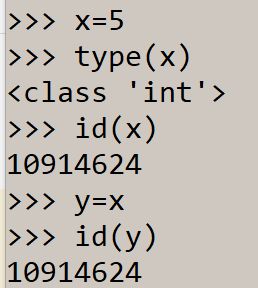 >>> x=5
>>> type(x)
<class 'int'>
>>> id(x)
10914624
>>> y=x
>>> id(y)
10914624